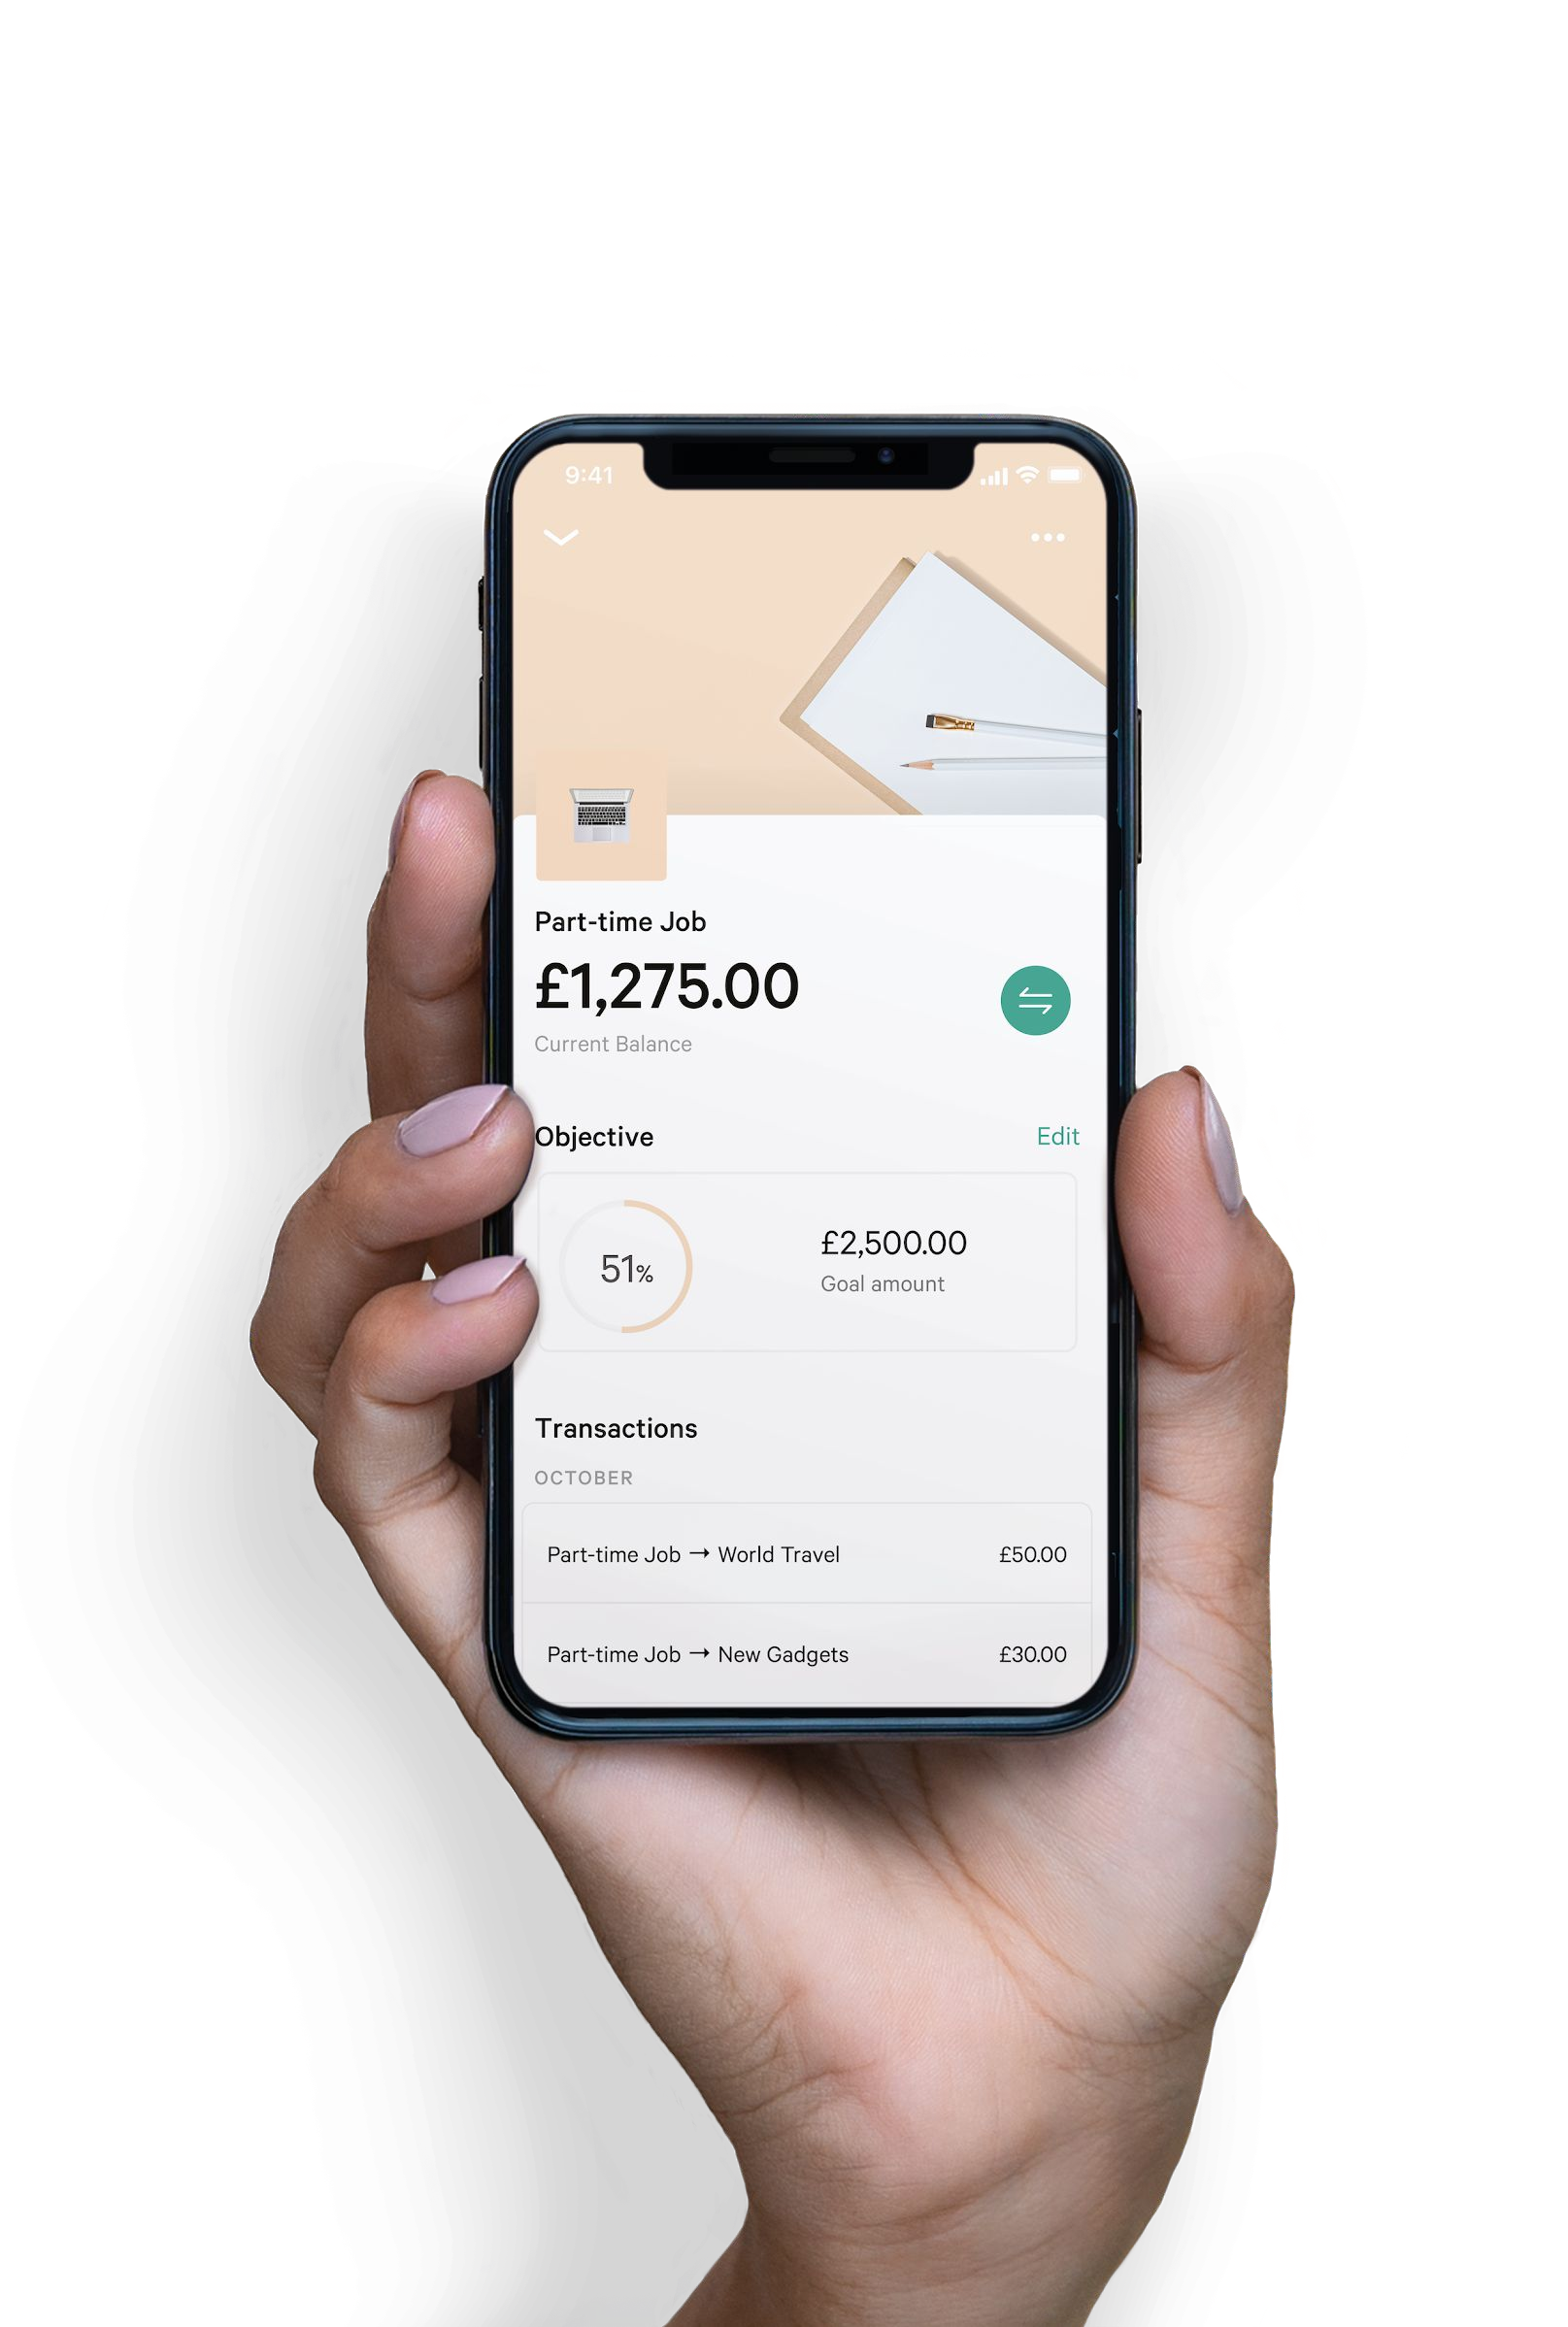 9:41
Part-time Job
£1,275.00
Current Balance
Objective
Edit
51%
£2,500.00
Goal amount
Transactions
OCTOBER
Part-time Job → World Travel
£50.00
Part-time Job → New Gadgets
£30.00